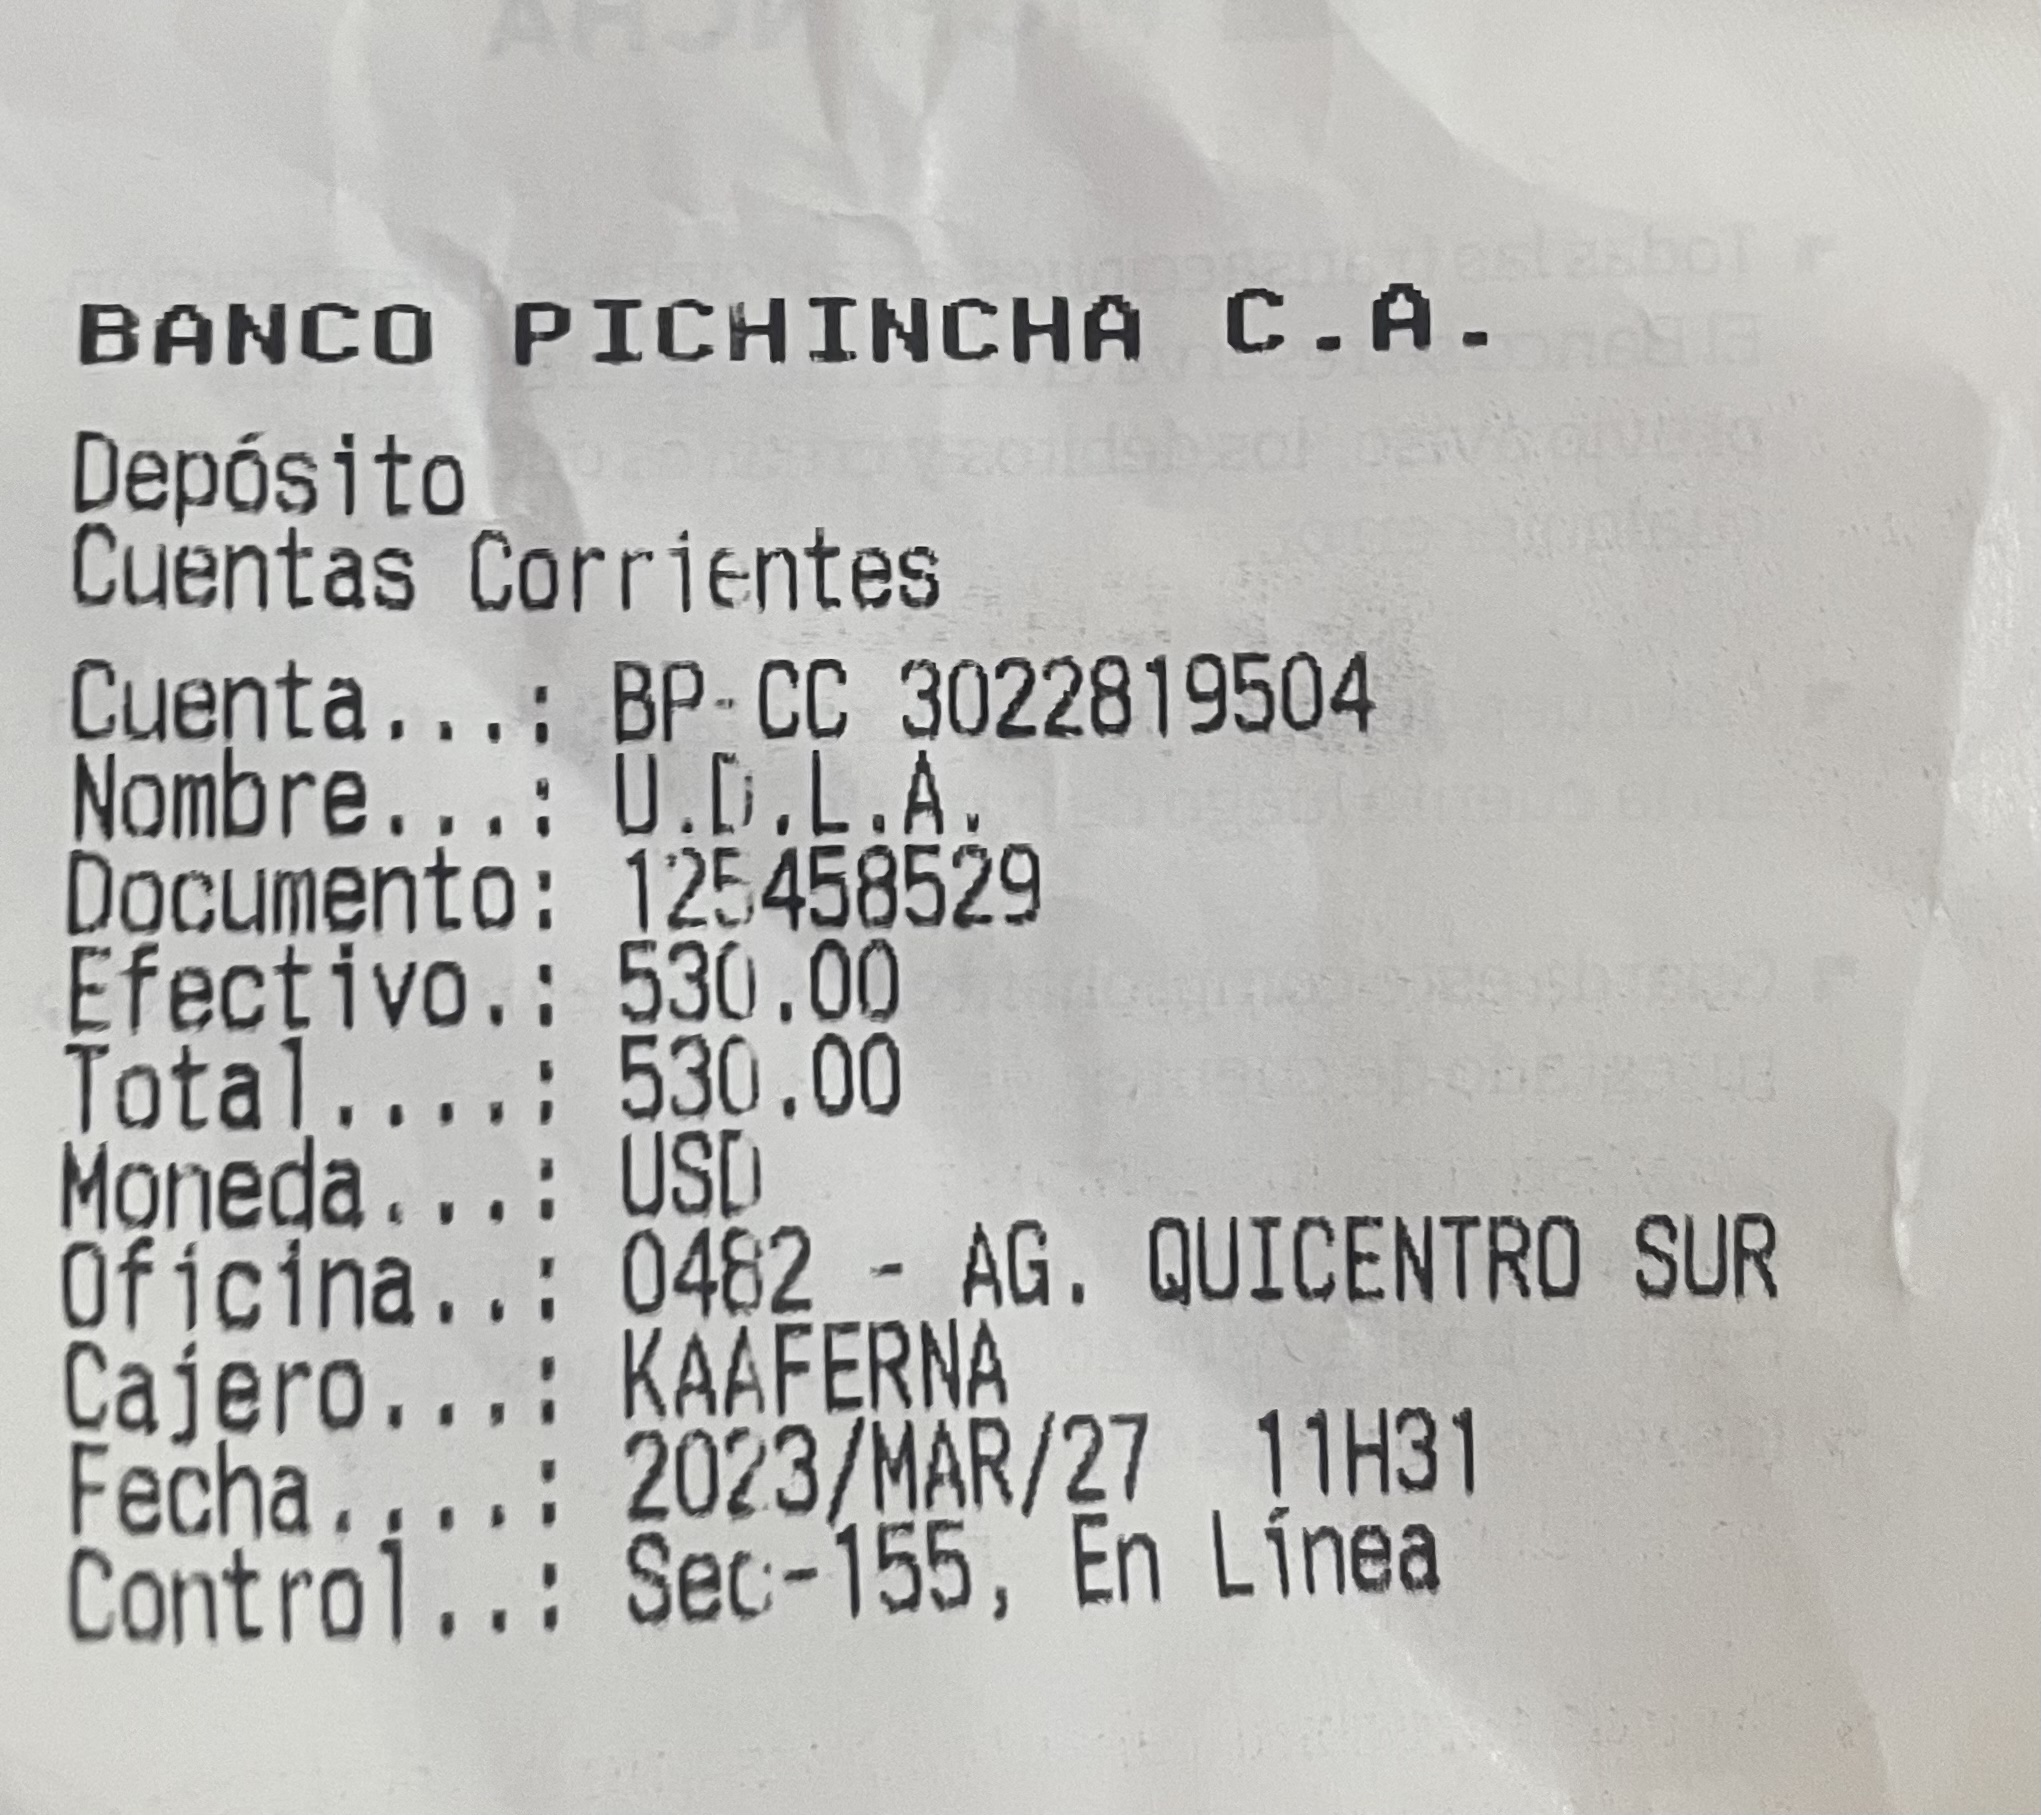 BANCO PICHINCHA C.A.
Depósito
Cuentas Corrientes
Cuenta...: BP-CC 3022819504
Nombre...: U.D.L.A.
Documento: 125458529
Efectivo.: 530.00
Total....: 530.00
Moneda...: USD
Oficina..: 0482 - AG. QUICENTRO SUR
Cajero...: KAAFERNA
Fecha....: 2023/MAR/27  11H31
Control..: Sec-155, En Línea